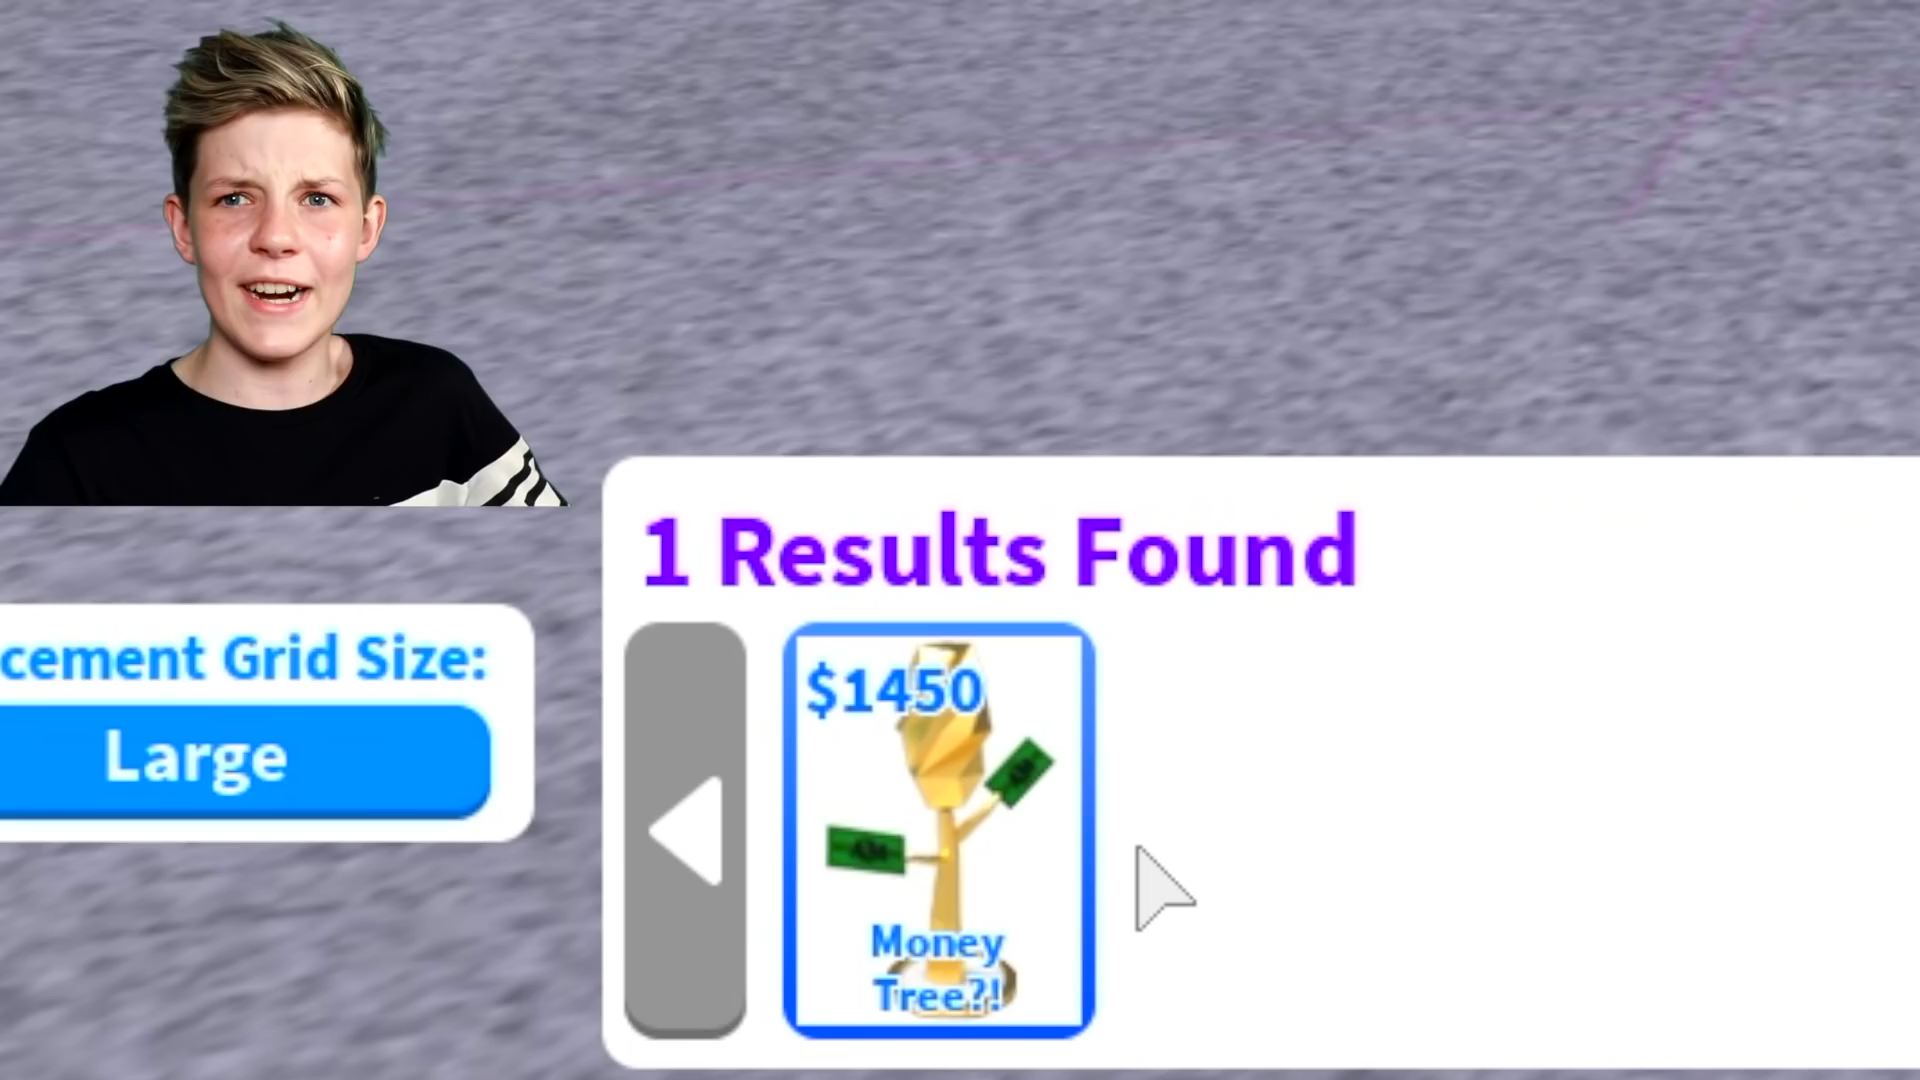 1 Results Found
cement Grid Size:
Large
$1450
Money
Tree?!